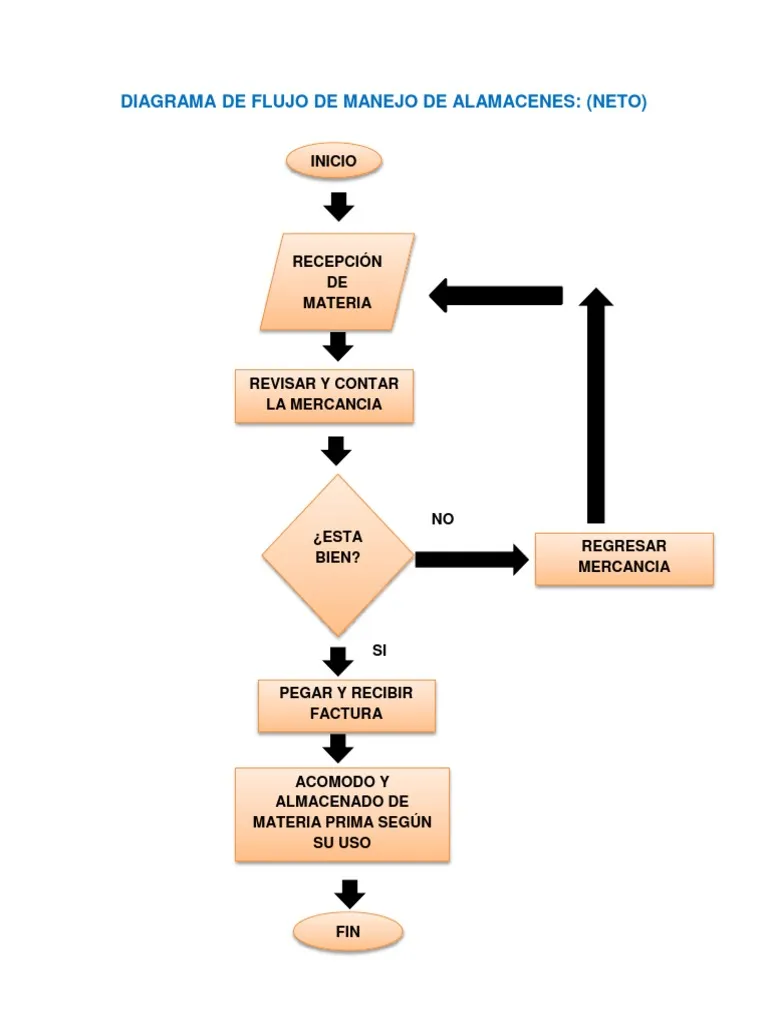 DIAGRAMA DE FLUJO DE MANEJO DE ALAMACENES: (NETO)
INICIO
RECEPCIÓN
DE
MATERIA
REVISAR Y CONTAR
LA MERCANCIA
¿ESTA
BIEN?
NO
REGRESAR
MERCANCIA
SI
PEGAR Y RECIBIR
FACTURA
ACOMODO Y
ALMACENADO DE
MATERIA PRIMA SEGÚN
SU USO
FIN